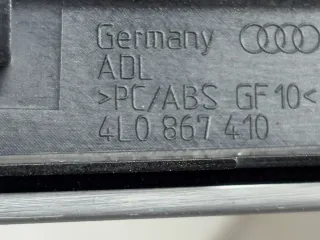 Germany
ADL
>PC/ABS GF10<
4L0 867 410